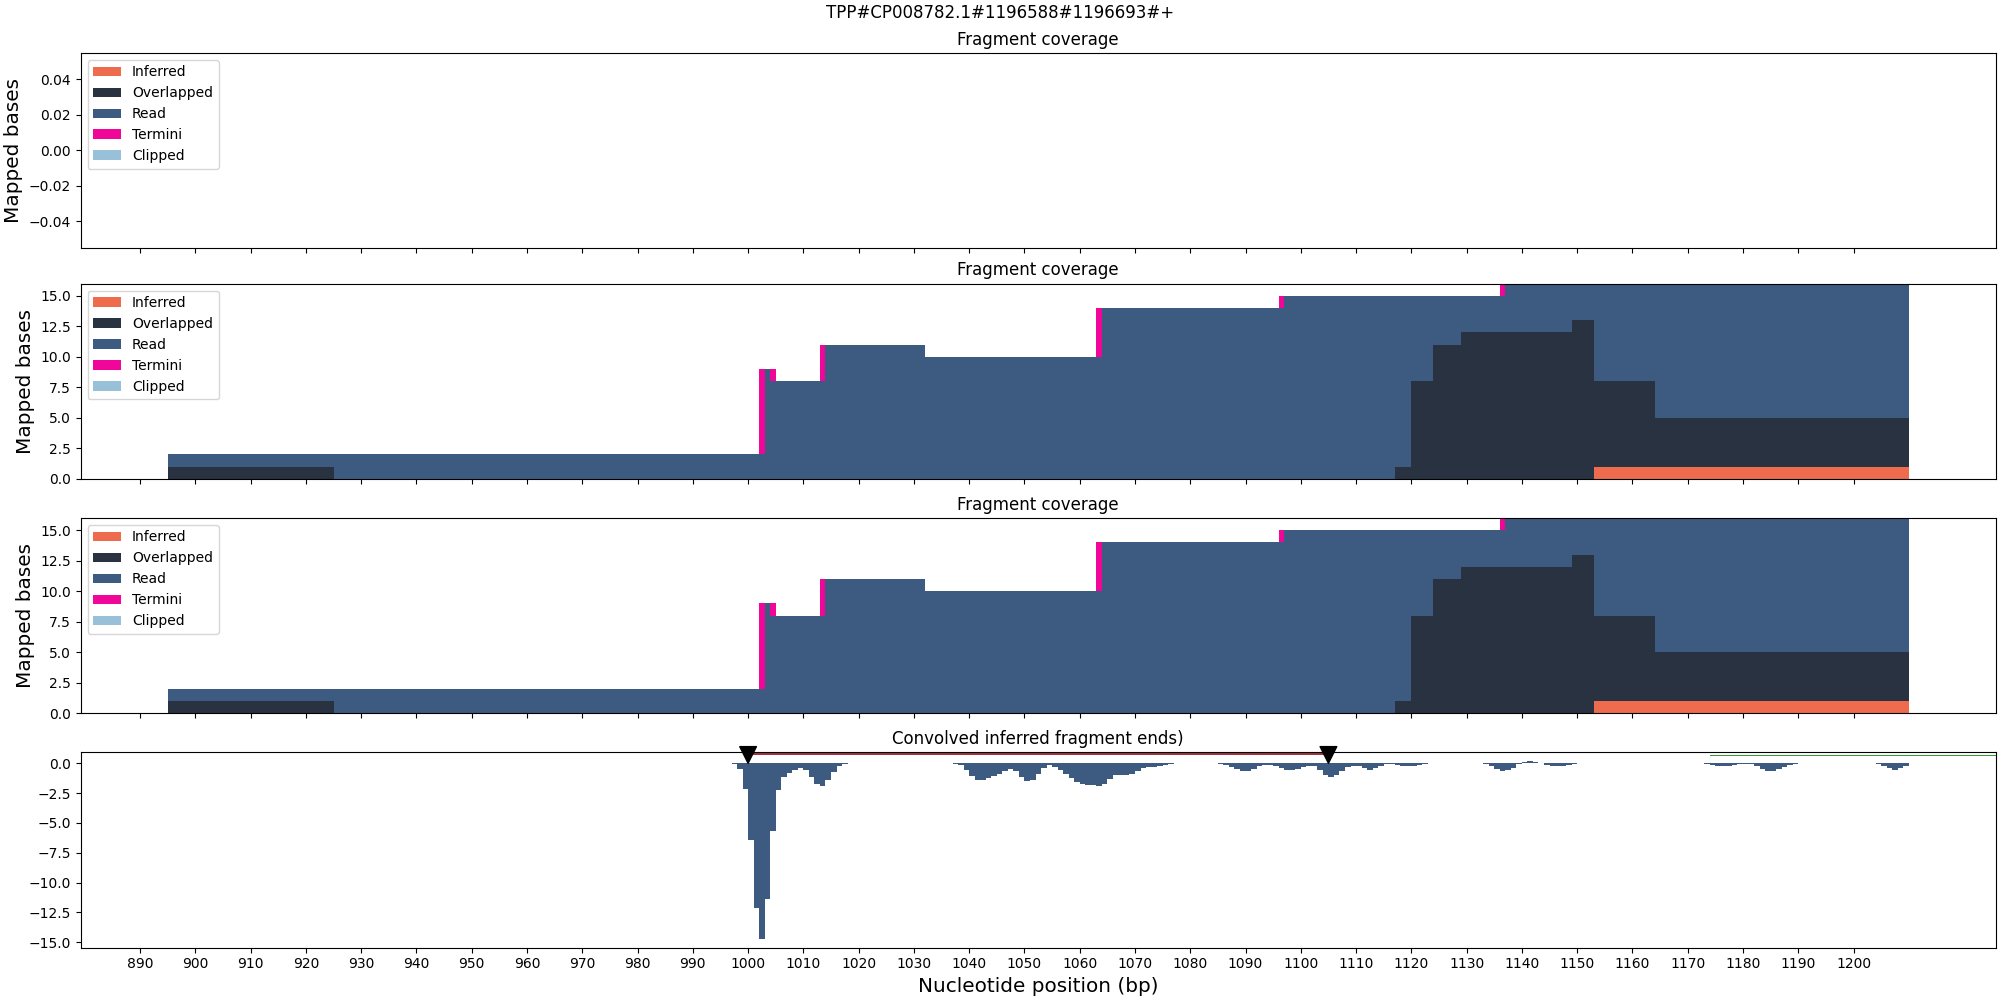 TPP#CP008782.1#1196588#1196693#+
Fragment coverage
Mapped bases
0.04
0.02
0.00
−0.02
−0.04
Inferred
Overlapped
Read
Termini
Clipped
Fragment coverage
Mapped bases
15.0
12.5
10.0
7.5
5.0
2.5
0.0
Inferred
Overlapped
Read
Termini
Clipped
Fragment coverage
Mapped bases
15.0
12.5
10.0
7.5
5.0
2.5
0.0
Inferred
Overlapped
Read
Termini
Clipped
Convolved inferred fragment ends)
0.0
−2.5
−5.0
−7.5
−10.0
−12.5
−15.0
890 900 910 920 930 940 950 960 970 980 990 1000 1010 1020 1030 1040 1050 1060 1070 1080 1090 1100 1110 1120 1130 1140 1150 1160 1170 1180 1190 1200
Nucleotide position (bp)